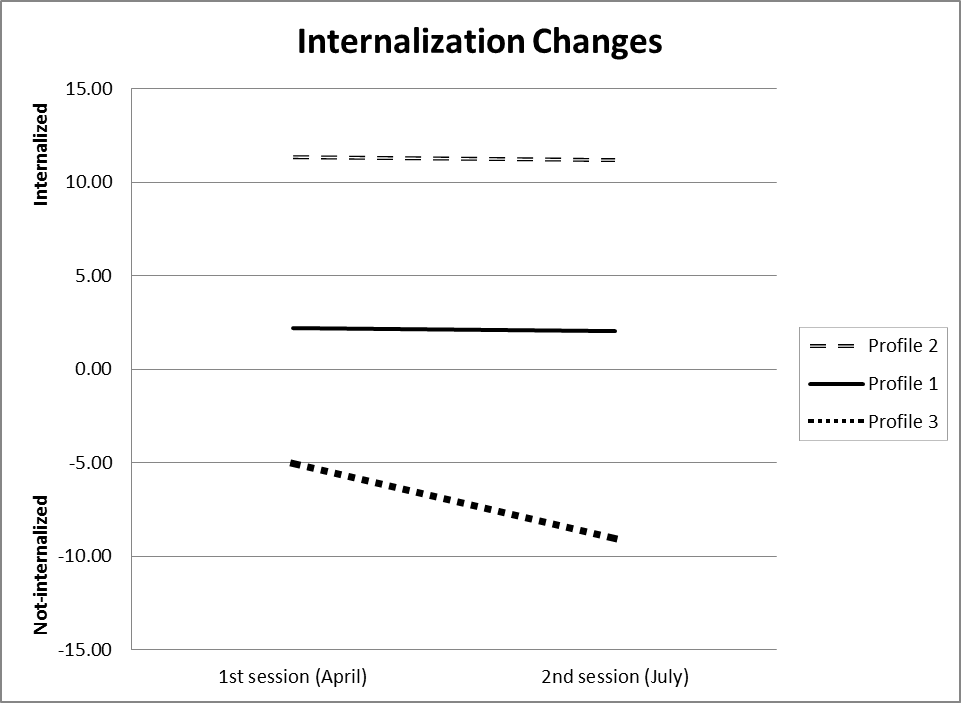 Internalization Changes
15.00
10.00
5.00
0.00
-5.00
-10.00
-15.00
Internalized
Not-internalized
1st session (April)
2nd session (July)
Profile 2
Profile 1
Profile 3